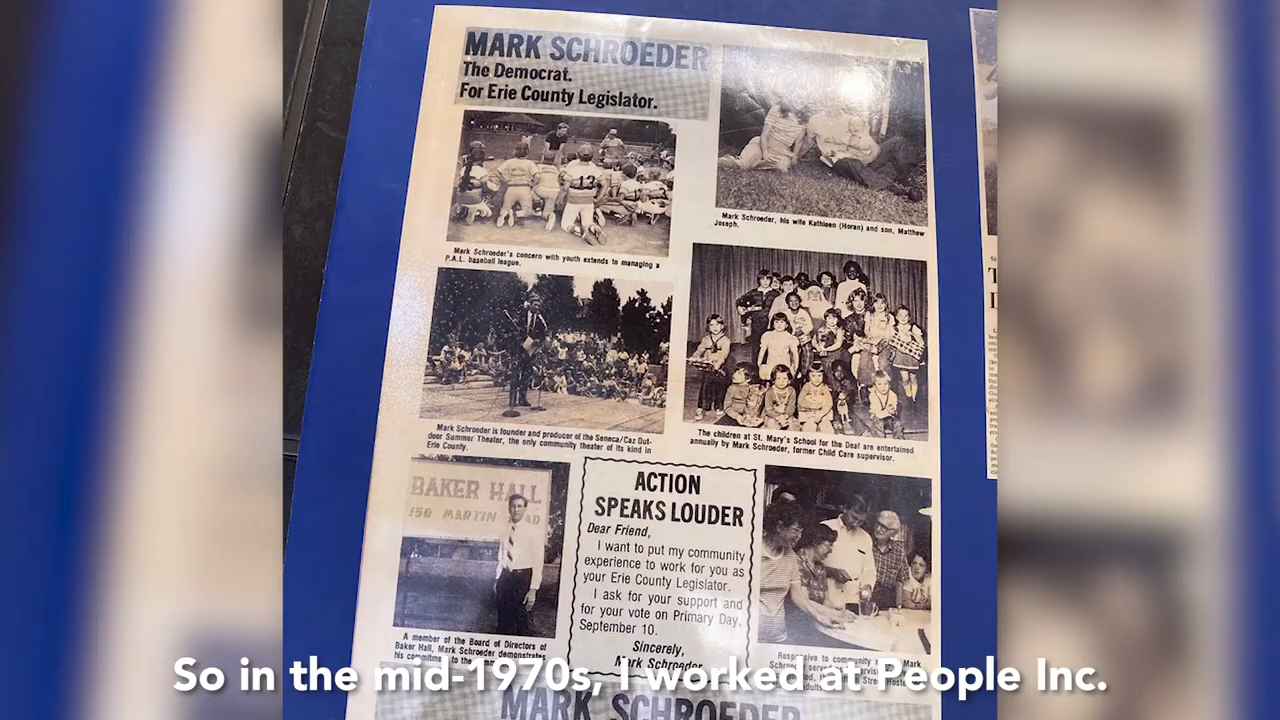 MARK SCHROEDER
The Democrat.
For Erie County Legislator.
Mark Schroeder's concern with youth extends to managing a
P.A.L. baseball league.
Mark Schroeder, his wife Kathleen (Horan) and son, Matthew
Joseph.
Mark Schroeder is founder and producer of the Seneca/Caz Out-
door Summer Theater, the only community theater of its kind in
Erie County.
The children at St. Mary's School for the Deaf are entertained
annually by Mark Schroeder, former Child Care supervisor.
BAKER HALL
150 MARTIN
13
A member of the Board of Directors of
Baker Hall, Mark Schroeder demonstrates
his commitment to the
ACTION
SPEAKS LOUDER
Dear Friend,
I want to put my community
experience to work for you as
your Erie County Legislator.
I ask for your support and
for your vote on Primary Day,
September 10.
Sincerely,
Mark Schroeder
Responsive to community Mark
MARK SCHROEDER
So in the mid-1970s, I worked at People Inc.